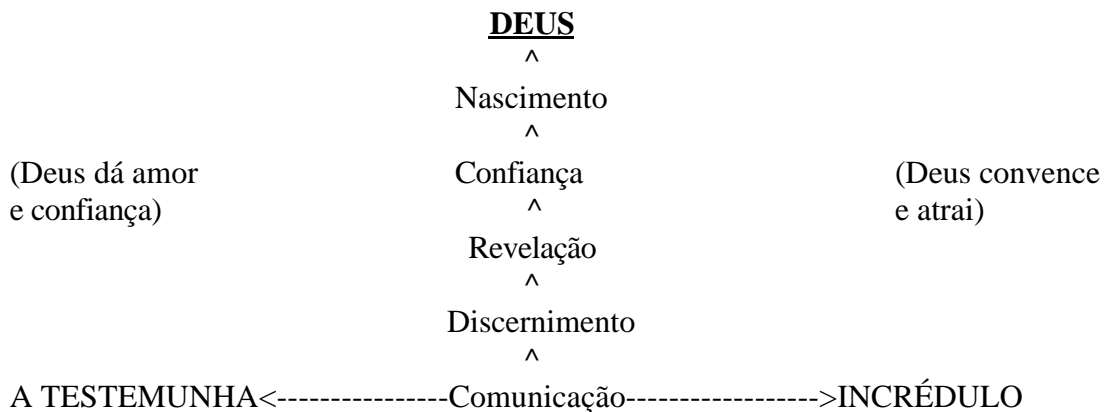 DEUS
^
Nascimento
^
(Deus dá amor Confiança (Deus convence
e confiança) ^ e atrai)
Revelação
^
Discernimento
^
A TESTEMUNHA<----------------Comunicação------------------>INCRÉDULO